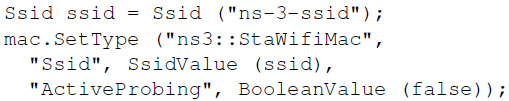 Ssid ssid = Ssid ("ns-3-ssid");
mac.SetType ("ns3::StaWifiMac",
  "Ssid", SsidValue (ssid),
  "ActiveProbing", BooleanValue (false));